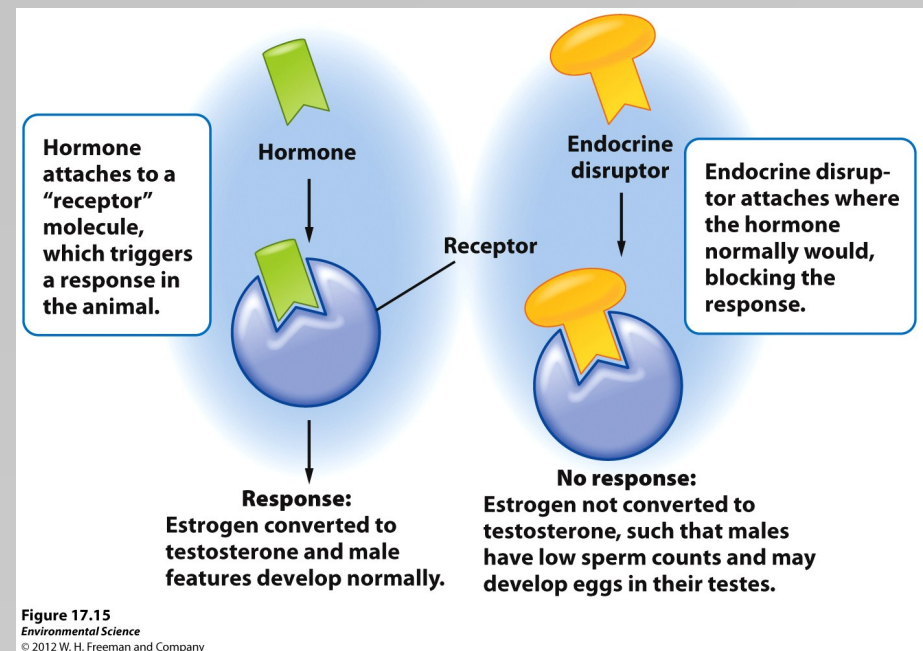 Hormone
attaches to a
“receptor”
molecule,
which triggers
a response in
the animal.
Hormone
Receptor
Response:
Estrogen converted to
testosterone and male
features develop normally.
Endocrine
disruptor
Endocrine disrup-
tor attaches where
the hormone
normally would,
blocking the
response.
No response:
Estrogen not converted to
testosterone, such that males
have low sperm counts and may
develop eggs in their testes.
Figure 17.15
Environmental Science
© 2012 W. H. Freeman and Company